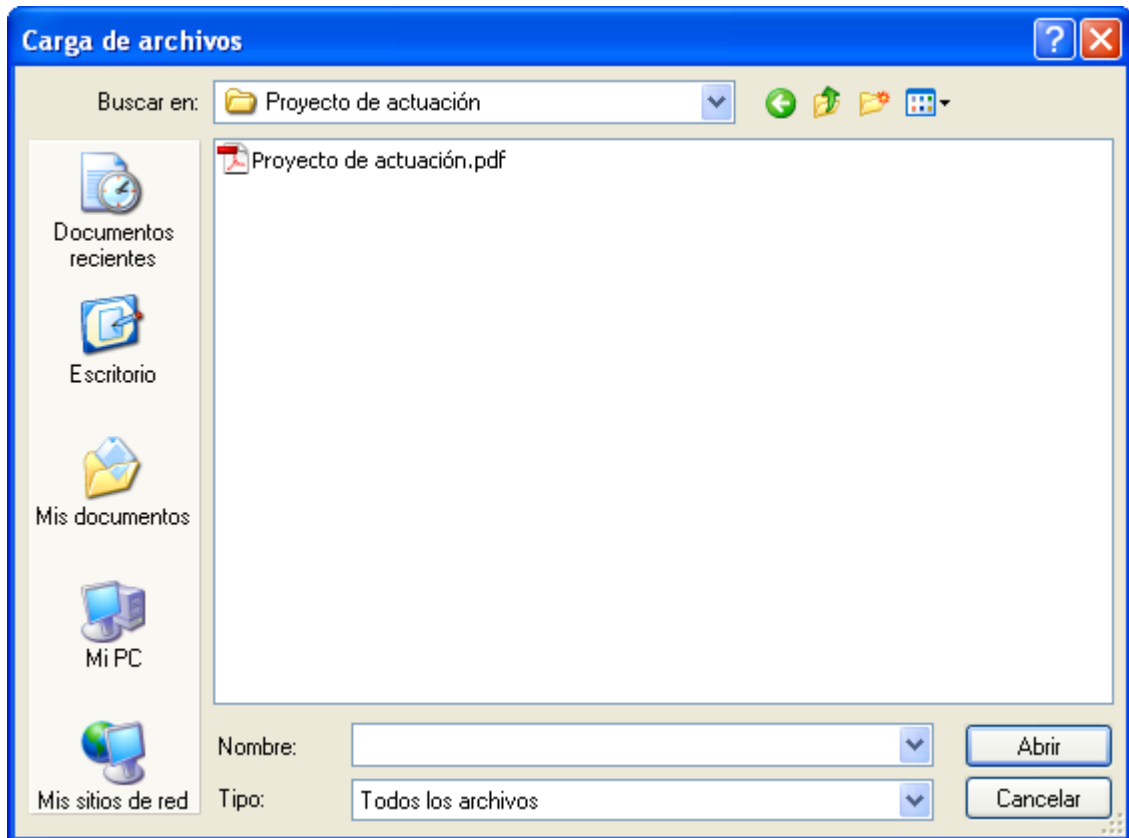 Carga de archivos
Buscar en:
Proyecto de actuación
Proyecto de actuación.pdf
Documentos
recientes
Escritorio
Mis documentos
Mi PC
Mis sitios de red
Nombre:
Abrir
Tipo:
Todos los archivos
Cancelar